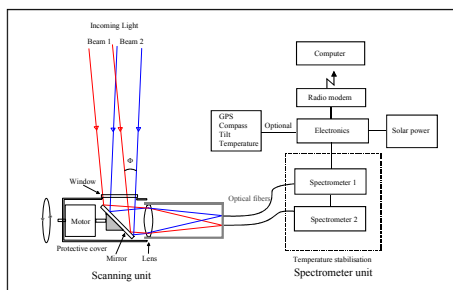 Incoming Light
Beam 1
Beam 2
Φ
Window
Motor
Protective cover
Mirror
Lens
Scanning unit
Optical fibers
Computer
Radio modem
GPS
Compass
Tilt
Temperature
Optional
Electronics
Solar power
Spectrometer 1
Spectrometer 2
Temperature stabilisation
Spectrometer unit